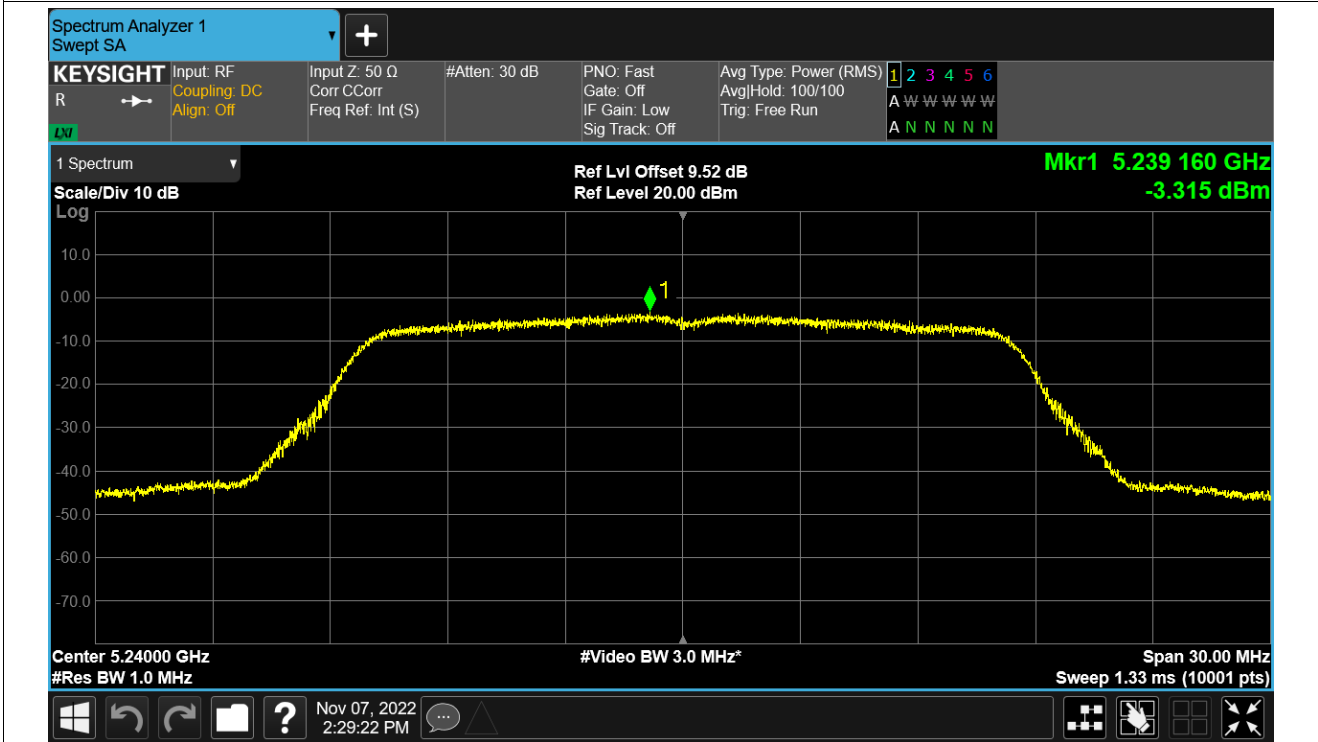 Spectrum Analyzer 1
Swept SA
KEYSIGHT
R
LXI
Input: RF
Coupling: DC
Align: Off
Input Z: 50 Ω
Corr CCorr
Freq Ref: Int (S)
#Atten: 30 dB
PNO: Fast
Gate: Off
IF Gain: Low
Sig Track: Off
Avg Type: Power (RMS)
Avg|Hold: 100/100
Trig: Free Run
1 2 3 4 5 6
A W W W W W
A N N N N N
1 Spectrum
Scale/Div 10 dB
Ref Lvl Offset 9.52 dB
Ref Level 20.00 dBm
Mkr1 5.239 160 GHz
-3.315 dBm
Log
10.0
0.00
-10.0
-20.0
-30.0
-40.0
-50.0
-60.0
-70.0
1
Center 5.24000 GHz
#Res BW 1.0 MHz
#Video BW 3.0 MHz*
Span 30.00 MHz
Sweep 1.33 ms (10001 pts)
?
Nov 07, 2022
2:29:22 PM